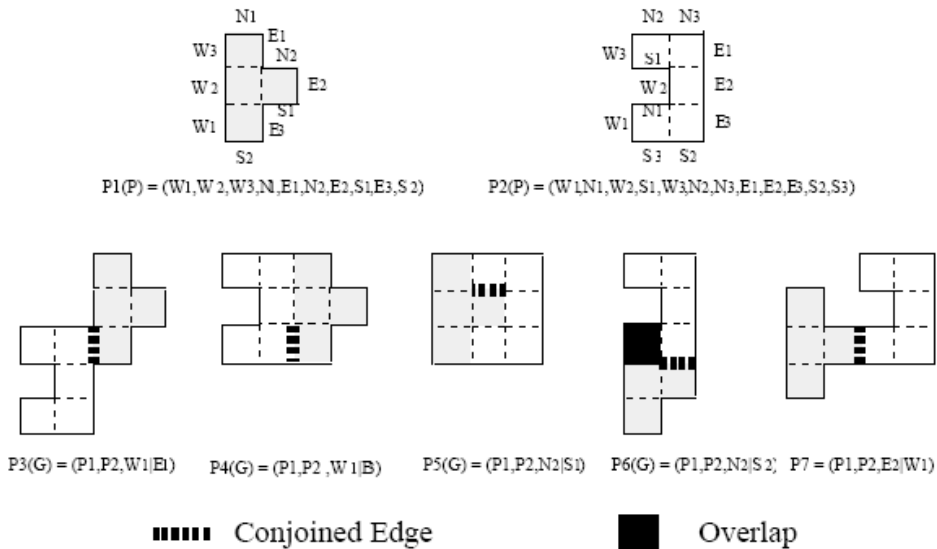 N1 N2 N3
W3 E1 W3 S1 E1
N2
W2 E2 W2 E2
S1 N1
W1 E3 W1 E3
S2 S3 S2
P1(P) = (W1,W2,W3,N1,E1,N2,E2,S1,E3,S2) P2(P) = (W1,N1,W2,S1,W3,N2,N3,E1,E2,E3,S2,S3)
P3(G) = (P1,P2,W1|E1) P4(G) = (P1,P2,W1|B) P5(G) = (P1,P2,N2|S1) P6(G) = (P1,P2,N2|S2) P7 = (P1,P2,E2|W1)
Conjoined Edge Overlap